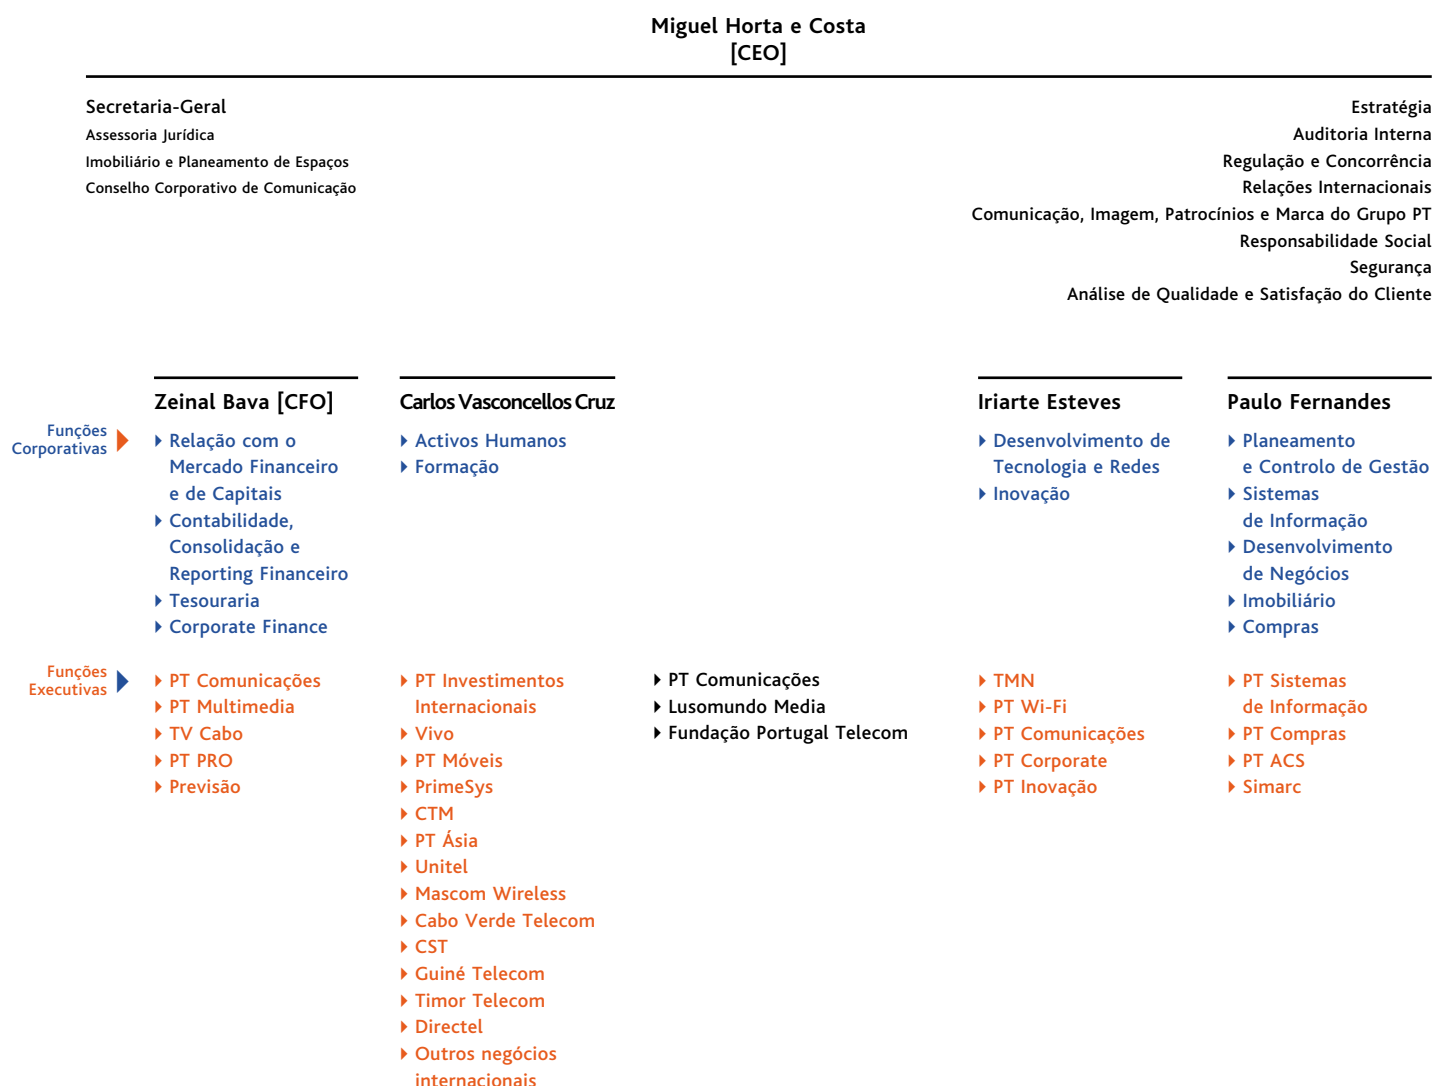 Miguel Horta e Costa
[CEO]
Secretaria-Geral
Assessoria Jurídica
Imobiliário e Planeamento de Espaços
Conselho Corporativo de Comunicação
Estratégia
Auditoria Interna
Regulação e Concorrência
Relações Internacionais
Comunicação, Imagem, Patrocínios e Marca do Grupo PT
Responsabilidade Social
Segurança
Análise de Qualidade e Satisfação do Cliente
Funções
Corporativas
Zeinal Bava [CFO]
Relação com o
Mercado Financeiro
e de Capitais
Contabilidade,
Consolidação e
Reporting Financeiro
Tesouraria
Corporate Finance
Carlos Vasconcellos Cruz
Activos Humanos
Formação
Iriarte Esteves
Desenvolvimento de
Tecnologia e Redes
Inovação
Paulo Fernandes
Planeamento
e Controlo de Gestão
Sistemas
de Informação
Desenvolvimento
de Negócios
Imobiliário
Compras
Funções
Executivas
PT Comunicações
PT Multimedia
TV Cabo
PT PRO
Previsão
PT Investimentos
Internacionais
Vivo
PT Móveis
PrimeSys
CTM
PT Ásia
Unitel
Mascom Wireless
Cabo Verde Telecom
CST
Guiné Telecom
Timor Telecom
Directel
Outros negócios
internacionais
PT Comunicações
Lusomundo Media
Fundação Portugal Telecom
TMN
PT Wi-Fi
PT Comunicações
PT Corporate
PT Inovação
PT Sistemas
de Informação
PT Compras
PT ACS
Simarc